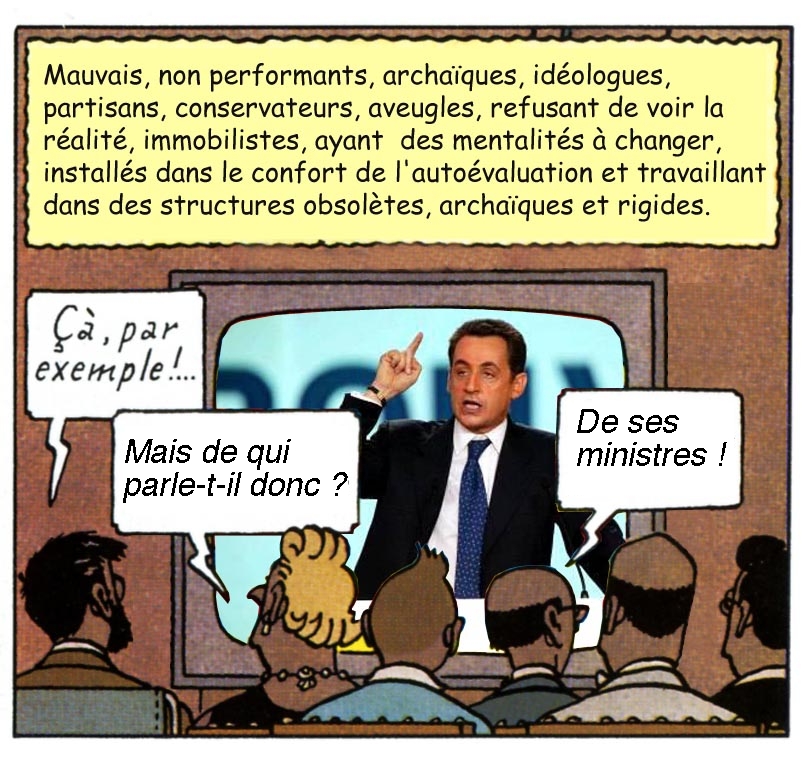 Mauvais, non performants, archaïques, idéologues,
partisans, conservateurs, aveugles, refusant de voir la
réalité, immobilistes, ayant des mentalités à changer,
installés dans le confort de l'autoévaluation et travaillant
dans des structures obsolètes, archaïques et rigides.
Çà, par
exemple!...
Mais de qui
parle-t-il donc ?
De ses
ministres !